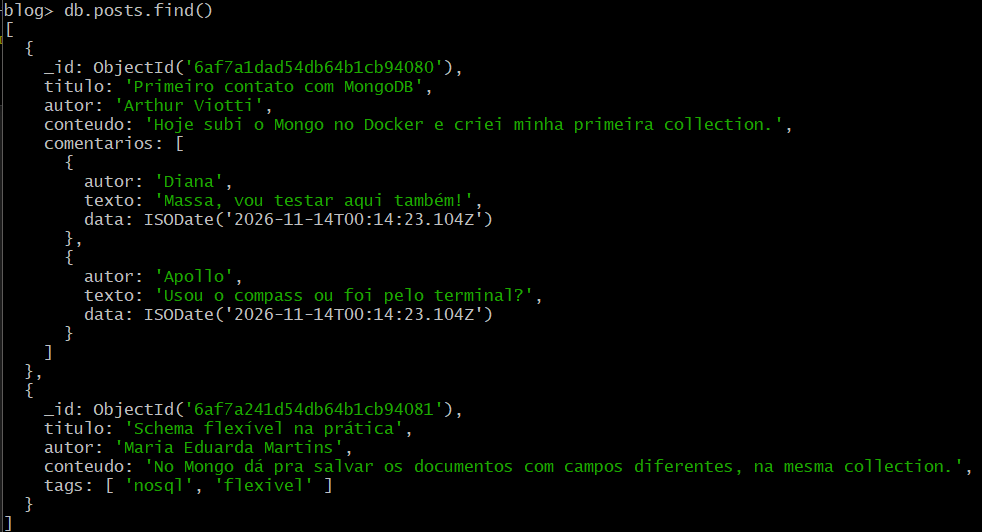 blog> db.posts.find()
[
  {
    _id: ObjectId('6af7a1dad54db64b1cb94080'),
    titulo: 'Primeiro contato com MongoDB',
    autor: 'Arthur Viotti',
    conteudo: 'Hoje subi o Mongo no Docker e criei minha primeira collection.',
    comentarios: [
      {
        autor: 'Diana',
        texto: 'Massa, vou testar aqui também!',
        data: ISODate('2026-11-14T00:14:23.104Z')
      },
      {
        autor: 'Apollo',
        texto: 'Usou o compass ou foi pelo terminal?',
        data: ISODate('2026-11-14T00:14:23.104Z')
      }
    ]
  },
  {
    _id: ObjectId('6af7a241d54db64b1cb94081'),
    titulo: 'Schema flexível na prática',
    autor: 'Maria Eduarda Martins',
    conteudo: 'No Mongo dá pra salvar os documentos com campos diferentes, na mesma collection.',
    tags: [ 'nosql', 'flexivel' ]
  }
]